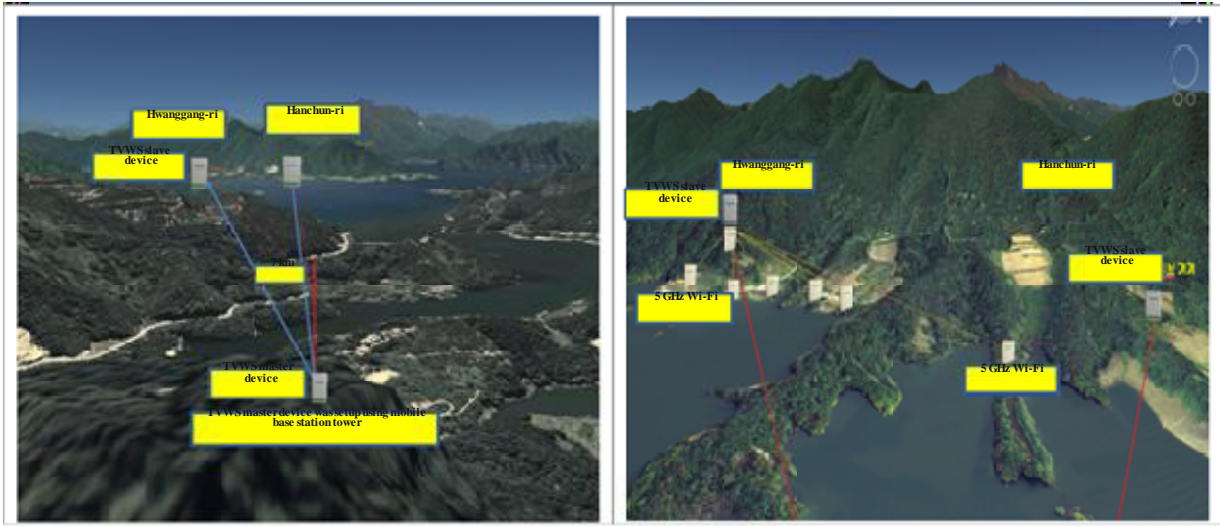 Hwanggang-ri
Hanchun-ri
TVWS slave
device
7 km
TVWS master
device
TVWS master device was setup using mobile
base station tower
Hwanggang-ri
Hanchun-ri
TVWS slave
device
TVWS slave
device
5 GHz Wi-Fi
5 GHz Wi-Fi